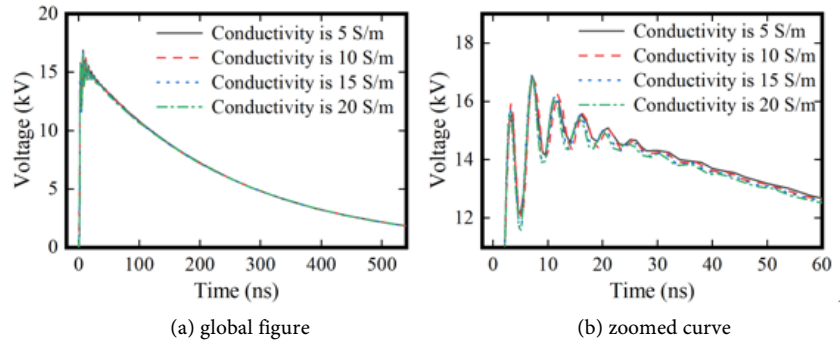 20
15
10
5
0
Voltage (kV)
Conductivity is 5 S/m
Conductivity is 10 S/m
Conductivity is 15 S/m
Conductivity is 20 S/m
0 100 200 300 400 500
Time (ns)
(a) global figure
18
16
14
12
Voltage (kV)
Conductivity is 5 S/m
Conductivity is 10 S/m
Conductivity is 15 S/m
Conductivity is 20 S/m
0 10 20 30 40 50 60
Time (ns)
(b) zoomed curve
.